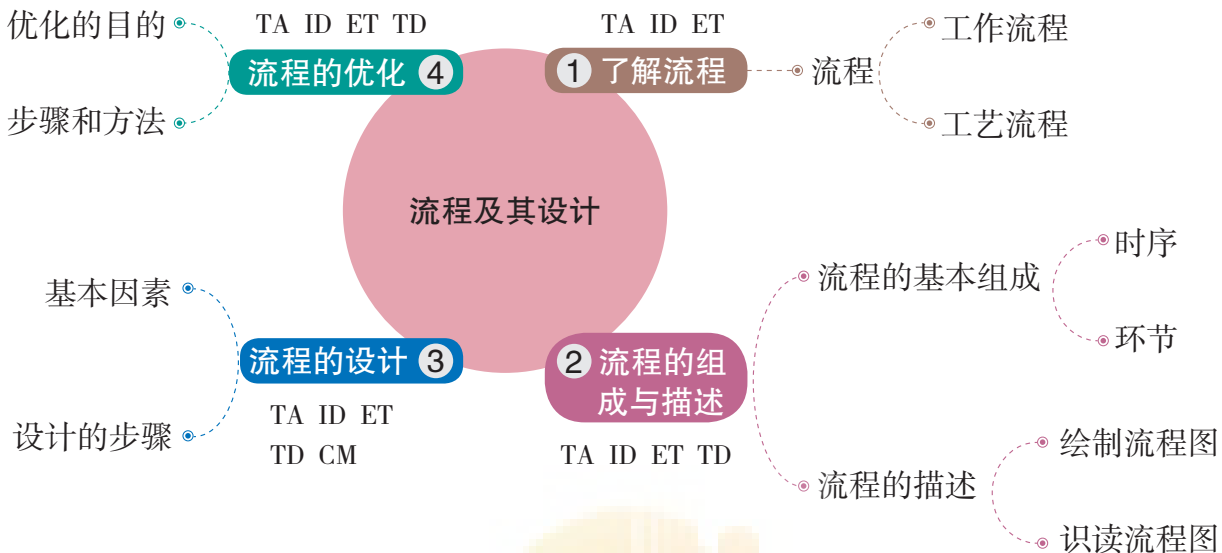 流程及其设计
TA ID ET
① 了解流程
流程
工作流程
工艺流程
② 流程的组
成与描述
TA ID ET TD
流程的基本组成
时序
环节
流程的描述
绘制流程图
识读流程图
流程的设计 ③
TA ID ET
TD CM
基本因素
设计的步骤
TA ID ET TD
流程的优化 ④
优化的目的
步骤和方法